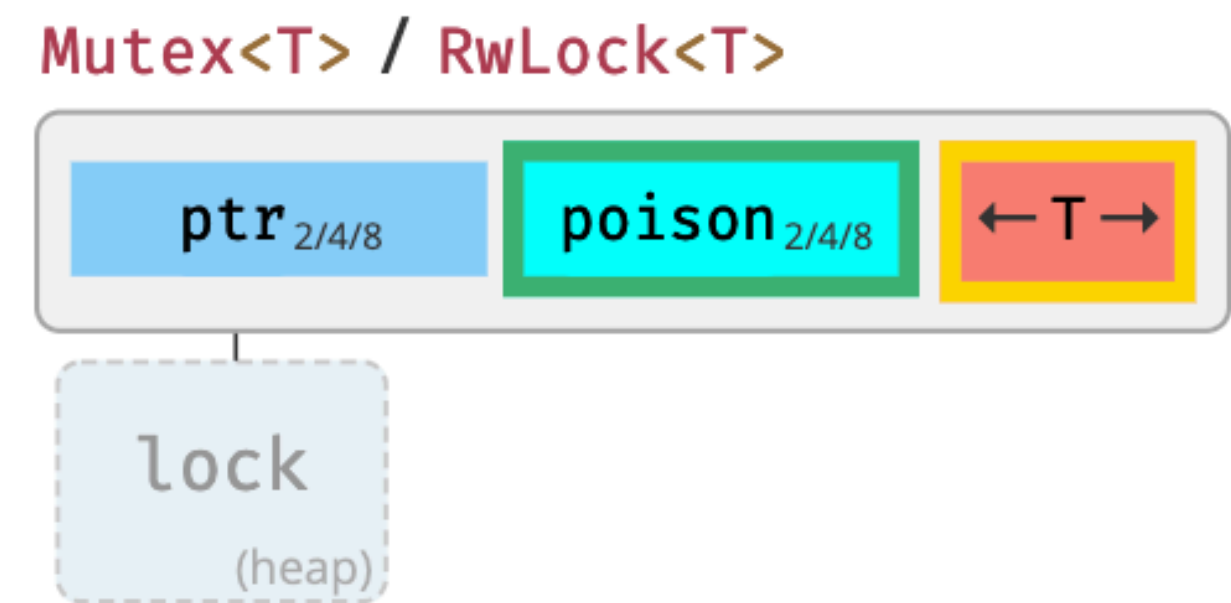 Mutex<T> / RwLock<T>
ptr2/4/8 poison2/4/8 ←T→
lock
(heap)